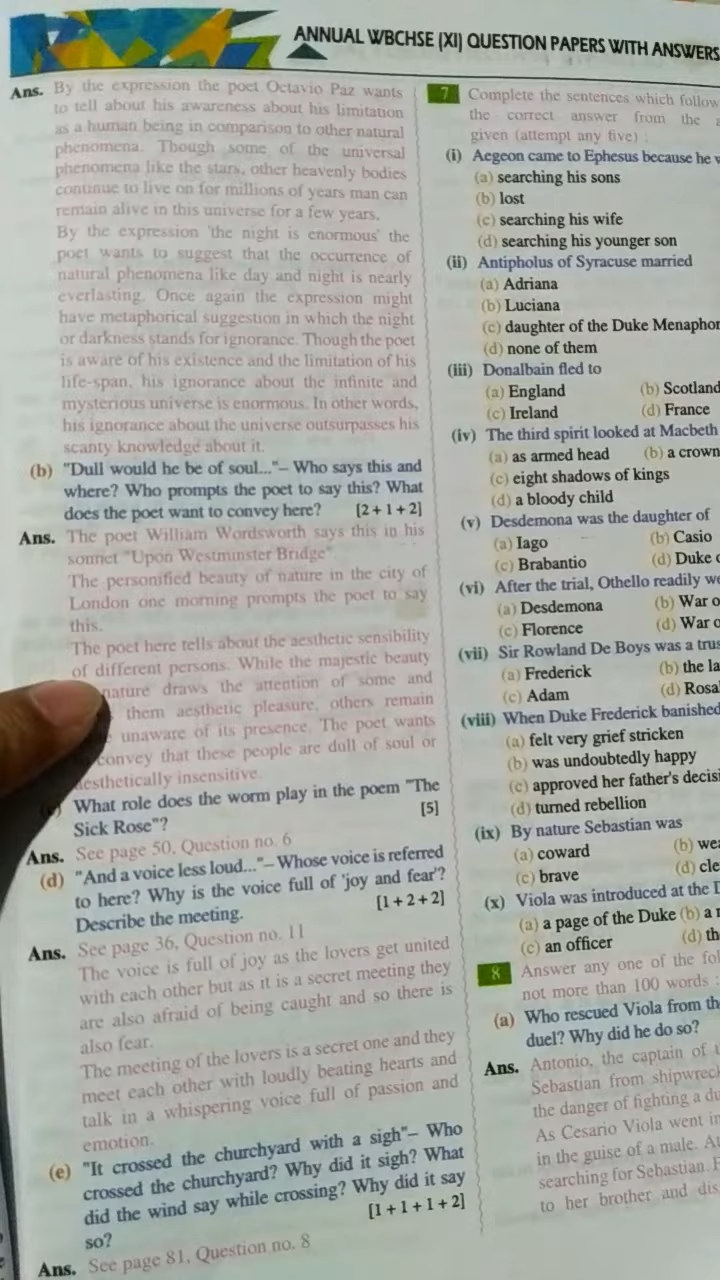 ANNUAL WBCHSE (XI) QUESTION PAPERS WITH ANSWERS
Ans. By the expression the poet Octavio Paz wants
to tell about his awareness about his limitation
as a human being in comparison to other natural
phenomena. Though some of the universal
phenomena like the stars, other heavenly bodies
continue to live on for millions of years man can
remain alive in this universe for a few years.
By the expression 'the night is enormous' the
poet wants to suggest that the occurrence of
natural phenomena like day and night is nearly
everlasting. Once again the expression might
have metaphorical suggestion in which the night
or darkness stands for ignorance. Though the poet
is aware of his existence and the limitation of his
life-span, his ignorance about the infinite and
mysterious universe is enormous. In other words,
his ignorance about the universe outsurpasses his
scanty knowledge about it.
(b) "Dull would he be of soul..."– Who says this and
where? Who prompts the poet to say this? What
does the poet want to convey here? [2 + 1 + 2]
Ans. The poet William Wordsworth says this in his
sonnet "Upon Westminster Bridge"
The personified beauty of nature in the city of
London one morning prompts the poet to say
this.
The poet here tells about the aesthetic sensibility
of different persons. While the majestic beauty
nature draws the attention of some and
them aesthetic pleasure, others remain
unaware of its presence. The poet wants
convey that these people are dull of soul or
aesthetically insensitive.
What role does the worm play in the poem "The
Sick Rose"? [5]
Ans. See page 50, Question no. 6
(d) "And a voice less loud..."– Whose voice is referred
to here? Why is the voice full of 'joy and fear'?
Describe the meeting. [1 + 2 + 2]
Ans. See page 36, Question no. 11
The voice is full of joy as the lovers get united
with each other but as it is a secret meeting they
are also afraid of being caught and so there is
also fear.
The meeting of the lovers is a secret one and they
meet each other with loudly beating hearts and
talk in a whispering voice full of passion and
emotion.
(e) "It crossed the churchyard with a sigh"– Who
crossed the churchyard? Why did it sigh? What
did the wind say while crossing? Why did it say
so? [1 + 1 + 1 + 2]
Ans. See page 81, Question no. 8
7 Complete the sentences which follow
the correct answer from the
given (attempt any five) :
(i) Aegeon came to Ephesus because he
(a) searching his sons
(b) lost
(c) searching his wife
(d) searching his younger son
(ii) Antipholus of Syracuse married
(a) Adriana
(b) Luciana
(c) daughter of the Duke Menaphon
(d) none of them
(iii) Donalbain fled to
(a) England (b) Scotland
(c) Ireland (d) France
(iv) The third spirit looked at Macbeth
(a) as armed head (b) a crown
(c) eight shadows of kings
(d) a bloody child
(v) Desdemona was the daughter of
(a) Iago (b) Casio
(c) Brabantio (d) Duke
(vi) After the trial, Othello readily
(a) Desdemona (b) War
(c) Florence (d) War
(vii) Sir Rowland De Boys was a
(a) Frederick (b) the
(c) Adam (d)
(viii) When Duke Frederick banished
(a) felt very grief stricken
(b) was undoubtedly happy
(c) approved her father's
(d) turned rebellion
(ix) By nature Sebastian was
(a) coward (b)
(c) brave (d)
(x) Viola was introduced at the
(a) a page of the Duke (b) a
(c) an officer (d)
8 Answer any one of the
not more than 100 words :
(a) Who rescued Viola from the
duel? Why did he do so?
Ans. Antonio, the captain of
Sebastian from shipwreck
the danger of fighting a
As Cesario Viola went in
in the guise of a male.
searching for Sebastian.
to her brother and